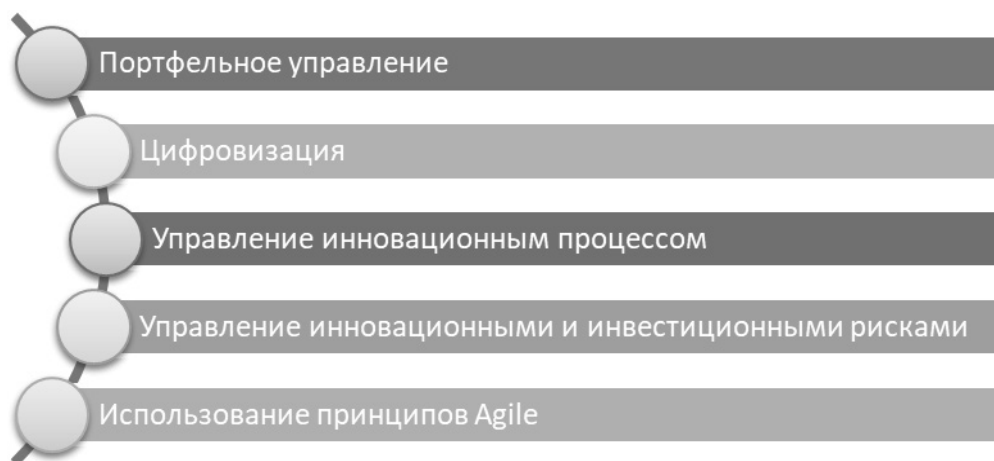 Портфельное управление
Цифровизация
Управление инновационным процессом
Управление инновационными и инвестиционными рисками
Использование принципов Agile